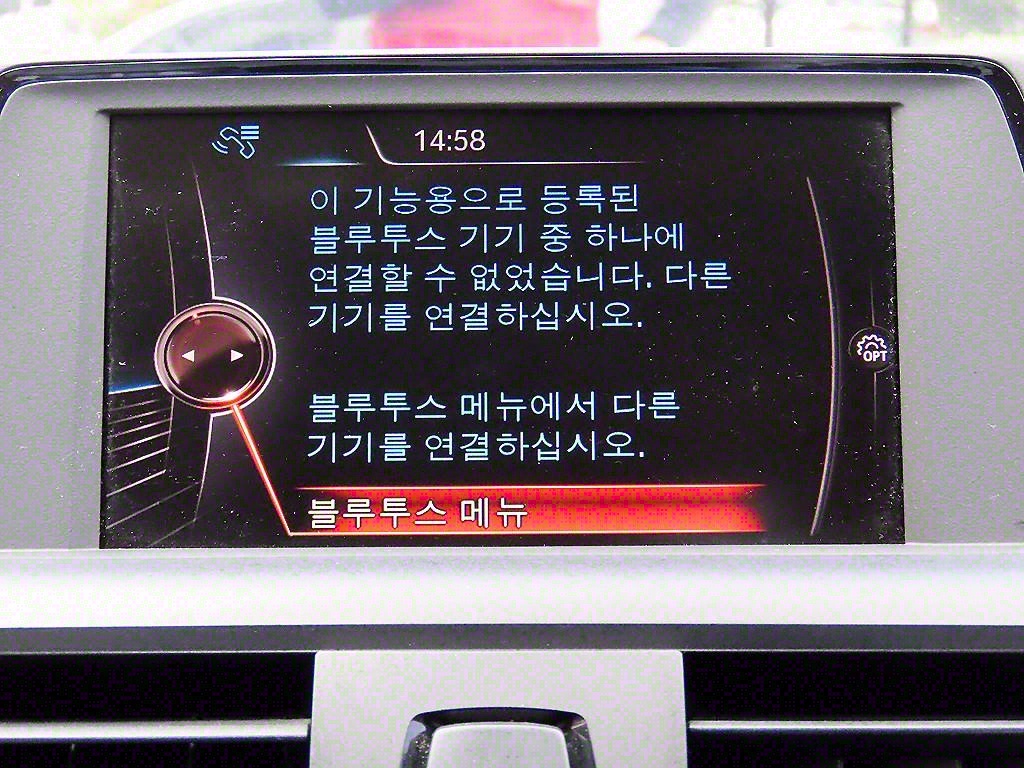 14:58
이 기능용으로 등록된
블루투스 기기 중 하나에
연결할 수 없었습니다. 다른
기기를 연결하십시오.
OPT
블루투스 메뉴에서 다른
기기를 연결하십시오.
블루투스 메뉴